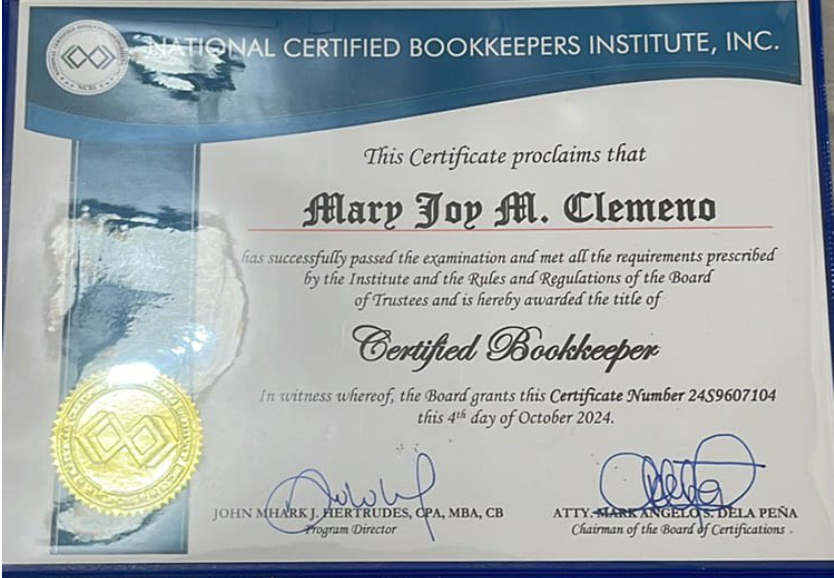 NATIONAL CERTIFIED BOOKKEEPERS INSTITUTE, INC.
NCBI
This Certificate proclaims that
Mary Joy M. Clemeno
has successfully passed the examination and met all the requirements prescribed
by the Institute and the Rules and Regulations of the Board
of Trustees and is hereby awarded the title of
Certified Bookkeeper
In witness whereof, the Board grants this Certificate Number 24S9607104
this 4th day of October 2024.
JOHN MHARK J. HERTRUDES, CPA, MBA, CB
Program Director
ATTY. MARK ANGELO S. DELA PEÑA
Chairman of the Board of Certifications